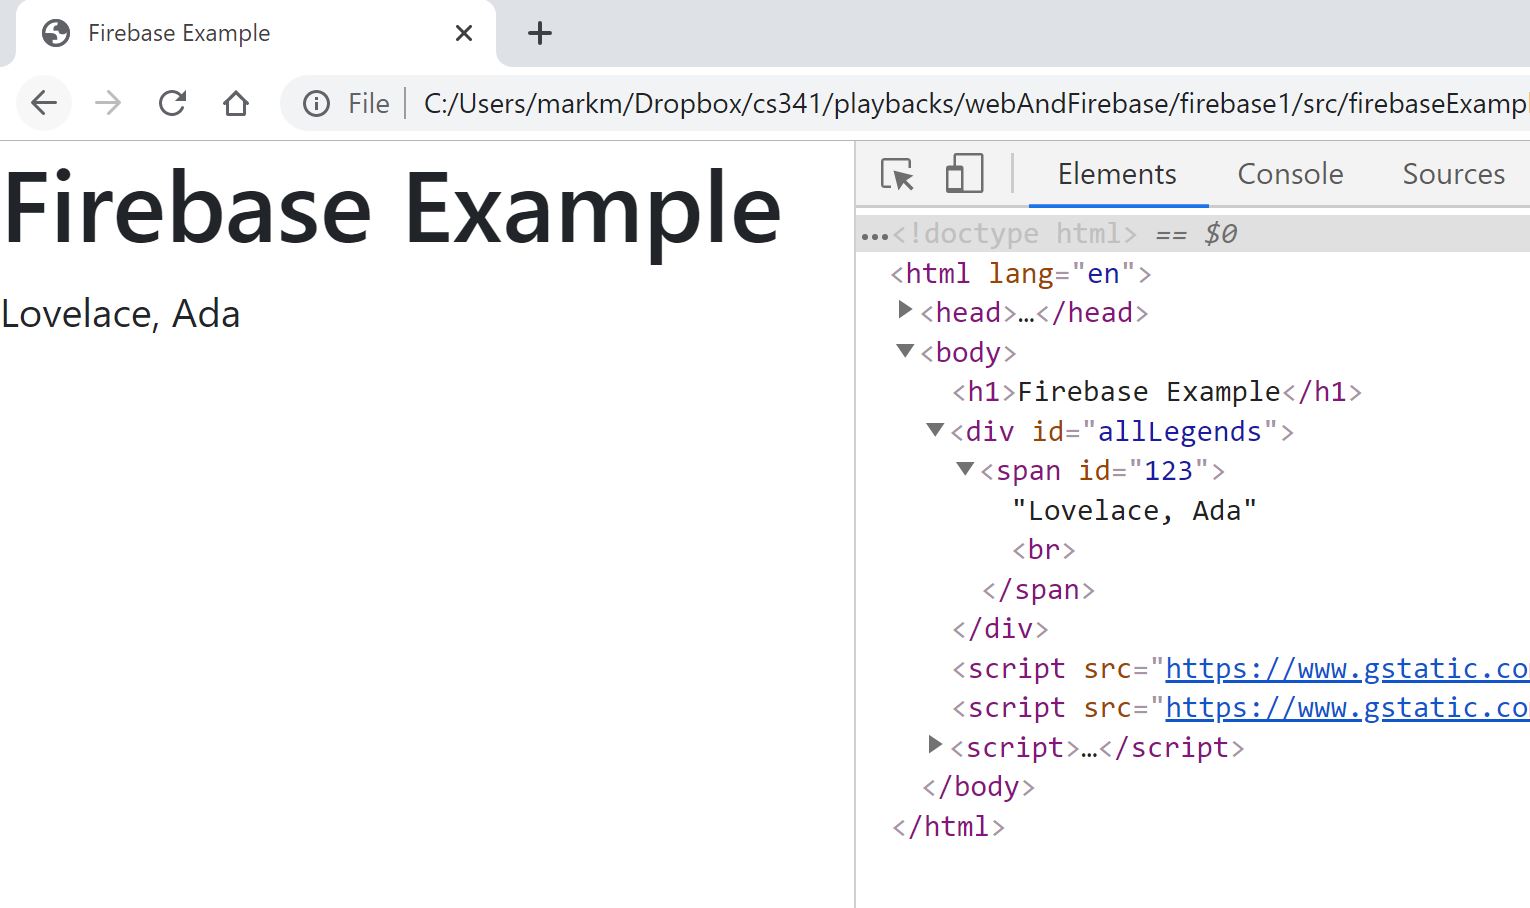 Firebase Example
File C:/Users/markm/Dropbox/cs341/playbacks/webAndFirebase/firebase1/src/firebaseExampl
Firebase Example
Lovelace, Ada
Elements Console Sources
<!doctype html> == $0
<html lang="en">
<head>…</head>
<body>
<h1>Firebase Example</h1>
<div id="allLegends">
<span id="123">
"Lovelace, Ada"
<br>
</span>
</div>
<script src="https://www.gstatic.co
<script src="https://www.gstatic.co
<script>…</script>
</body>
</html>